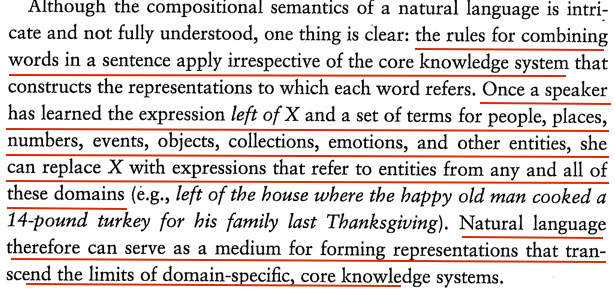 Although the compositional semantics of a natural language is intri-
cate and not fully understood, one thing is clear: the rules for combining
words in a sentence apply irrespective of the core knowledge system that
constructs the representations to which each word refers. Once a speaker
has learned the expression left of X and a set of terms for people, places,
numbers, events, objects, collections, emotions, and other entities, she
can replace X with expressions that refer to entities from any and all of
these domains (e.g., left of the house where the happy old man cooked a
14-pound turkey for his family last Thanksgiving). Natural language
therefore can serve as a medium for forming representations that tran-
scend the limits of domain-specific, core knowledge systems.